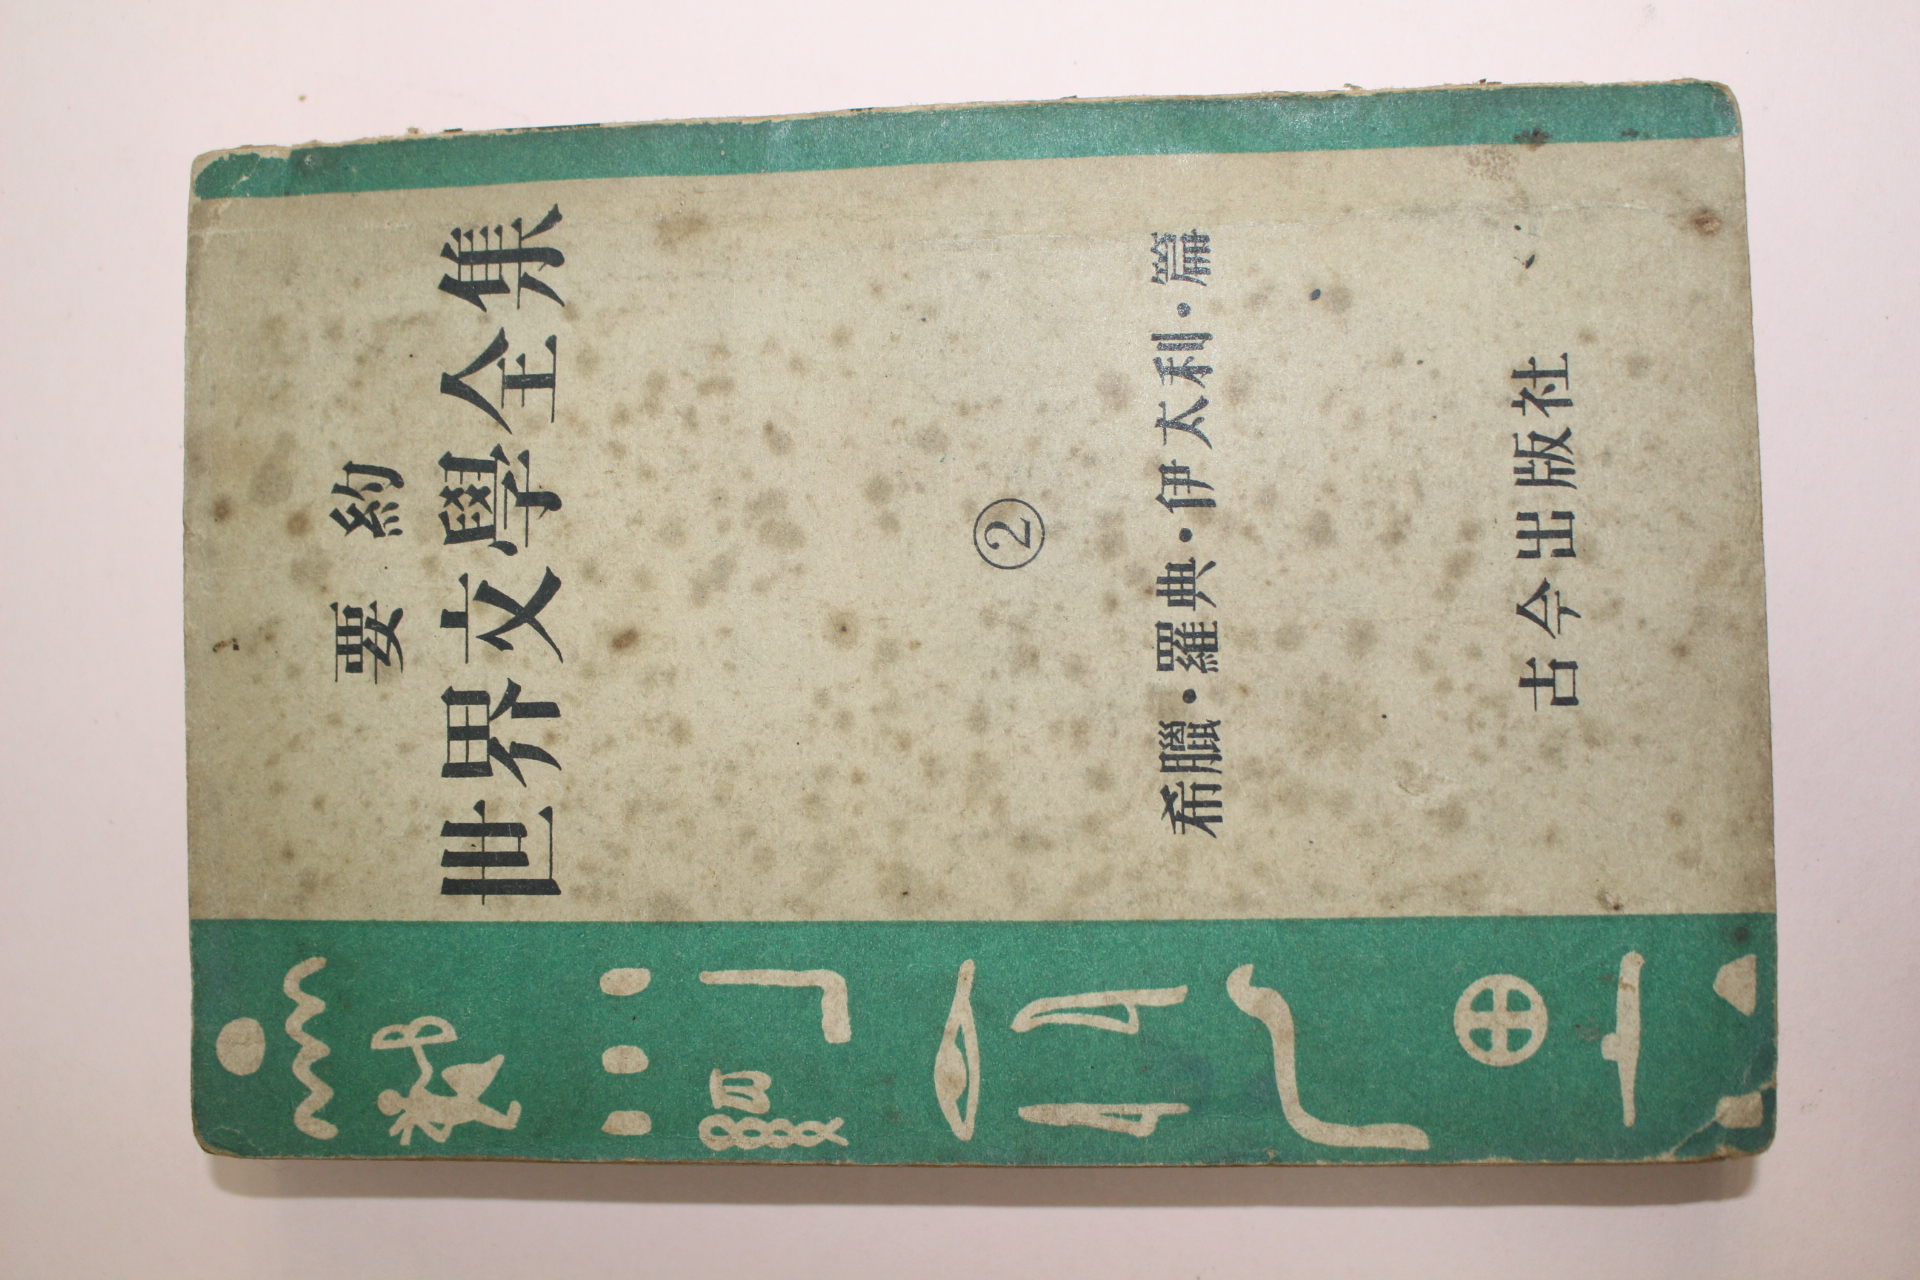 要約
世界文學全集
②
希臘・羅典・伊太利・篇
古今出版社